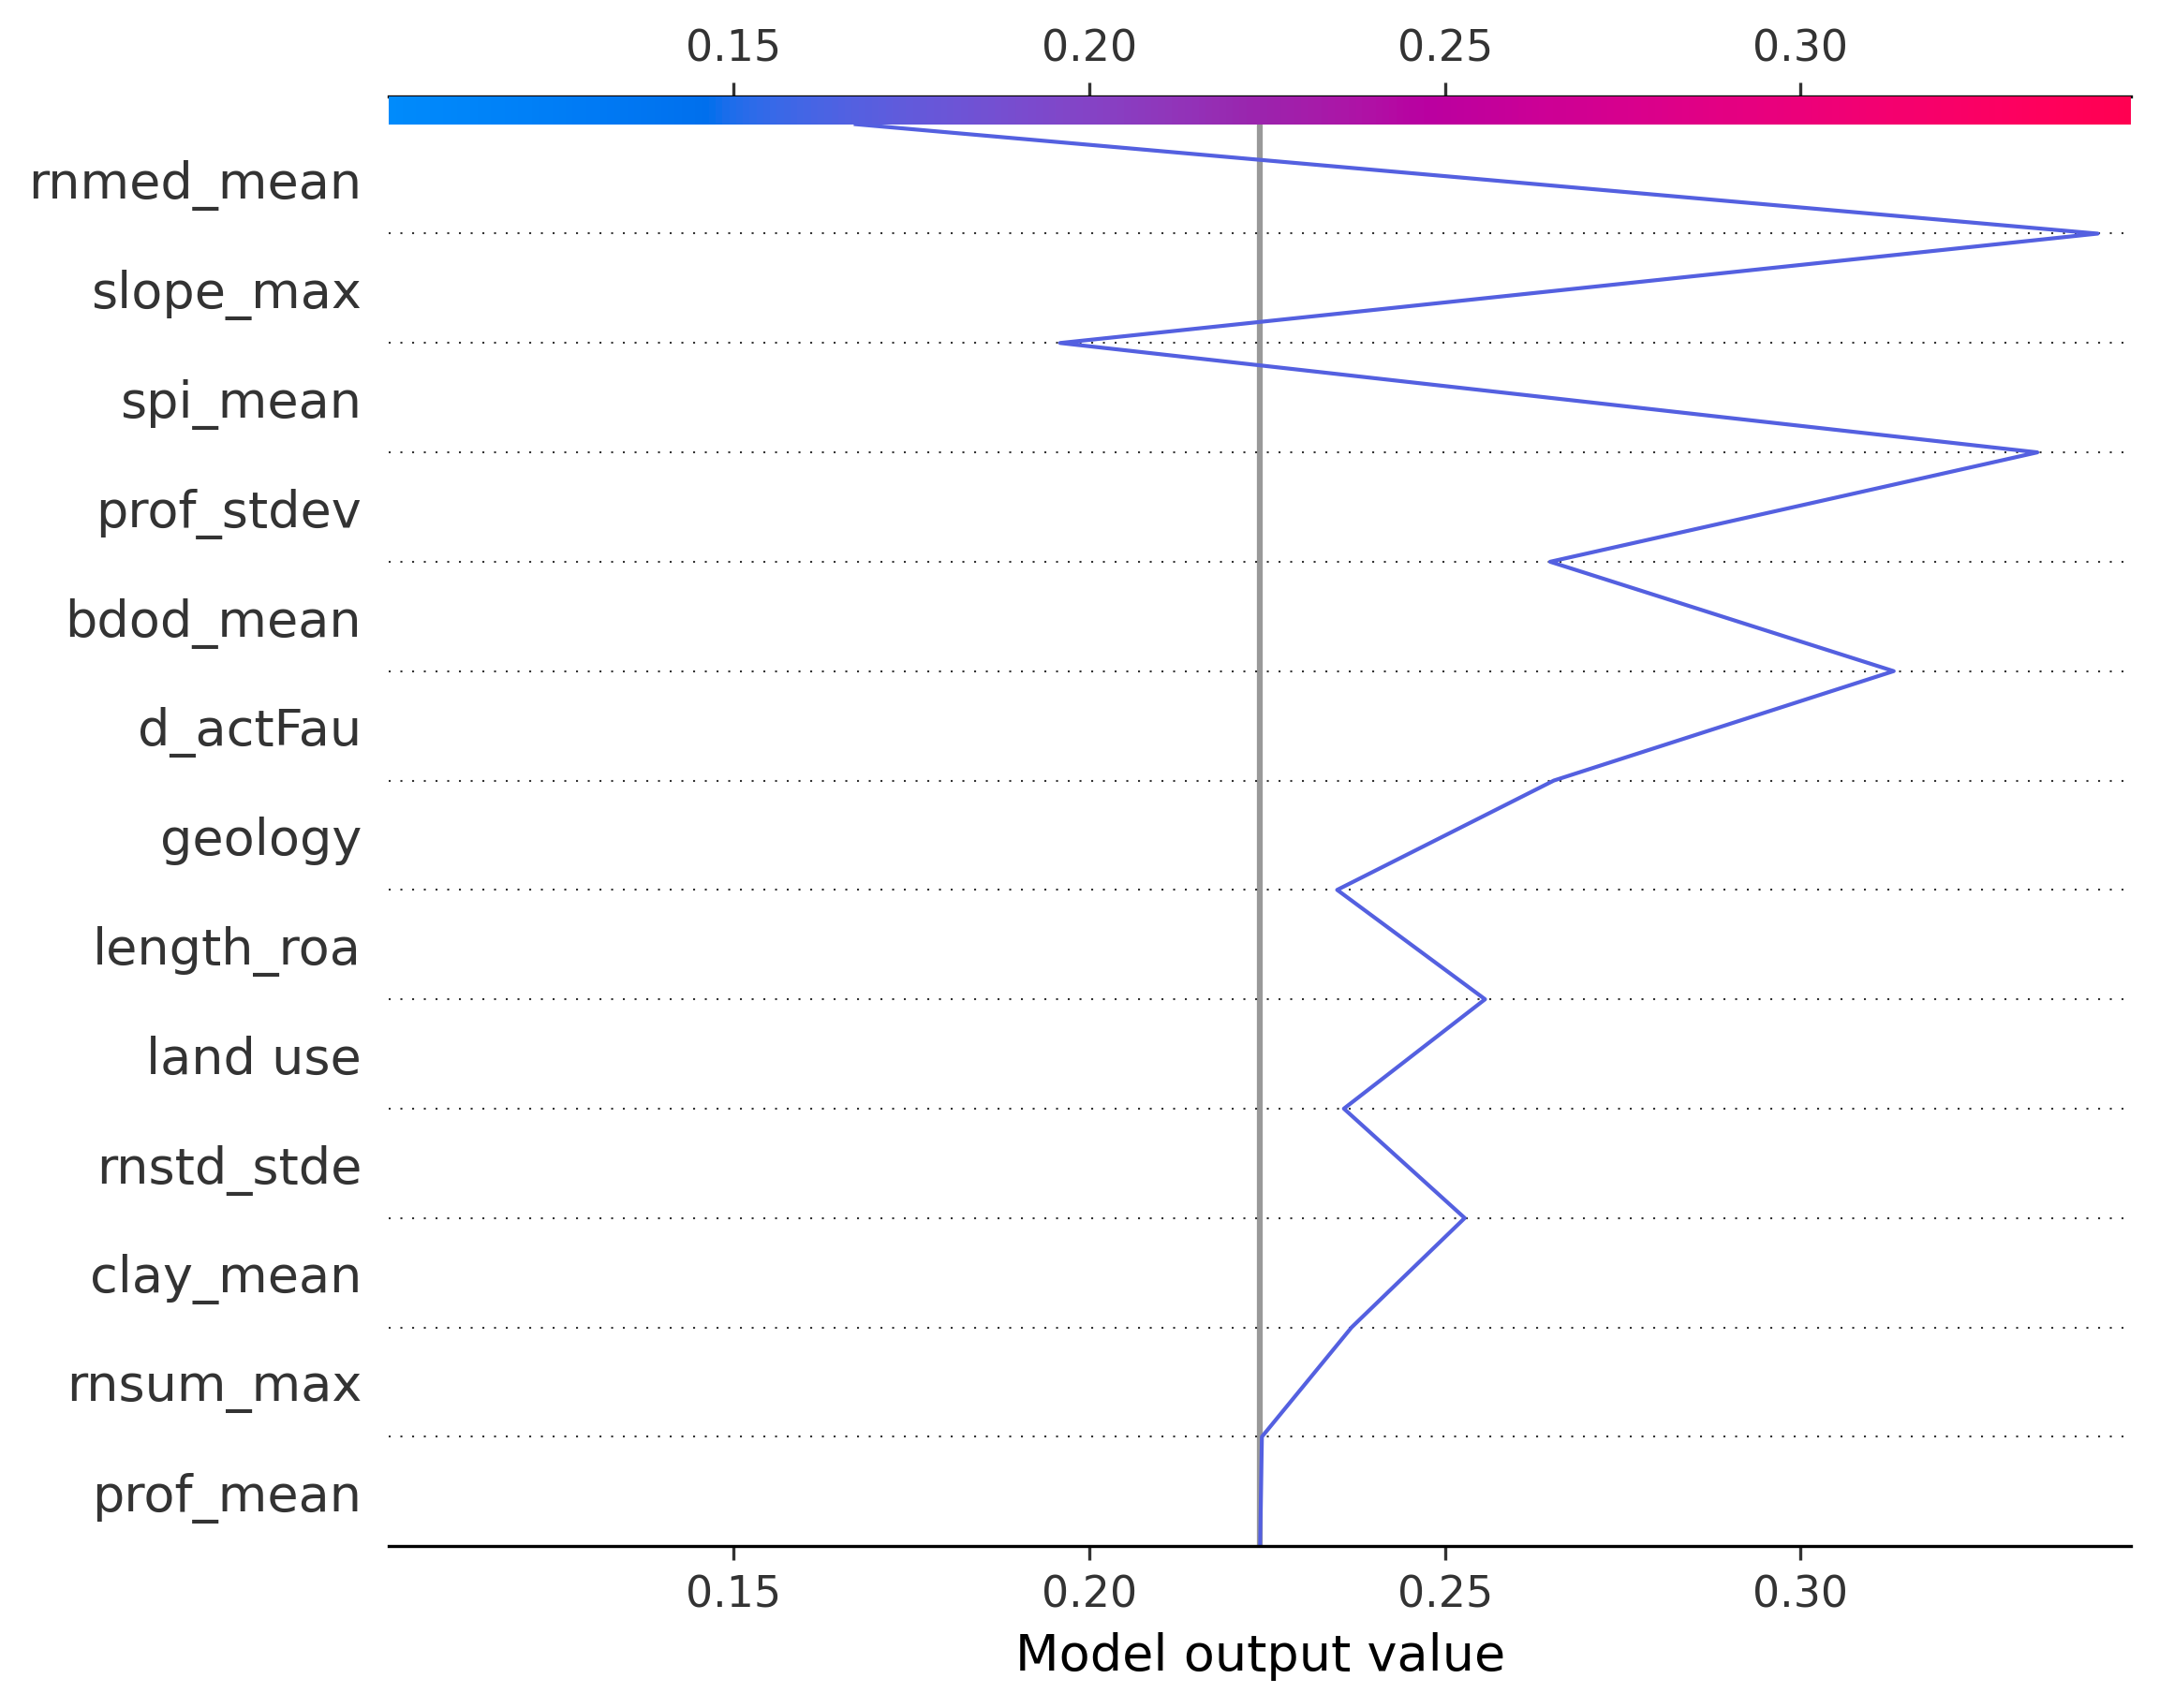 0.15 0.20 0.25 0.30
rnmed_mean
slope_max
spi_mean
prof_stdev
bdod_mean
d_actFau
geology
length_roa
land use
rnstd_stde
clay_mean
rnsum_max
prof_mean
0.15 0.20 0.25 0.30
Model output value